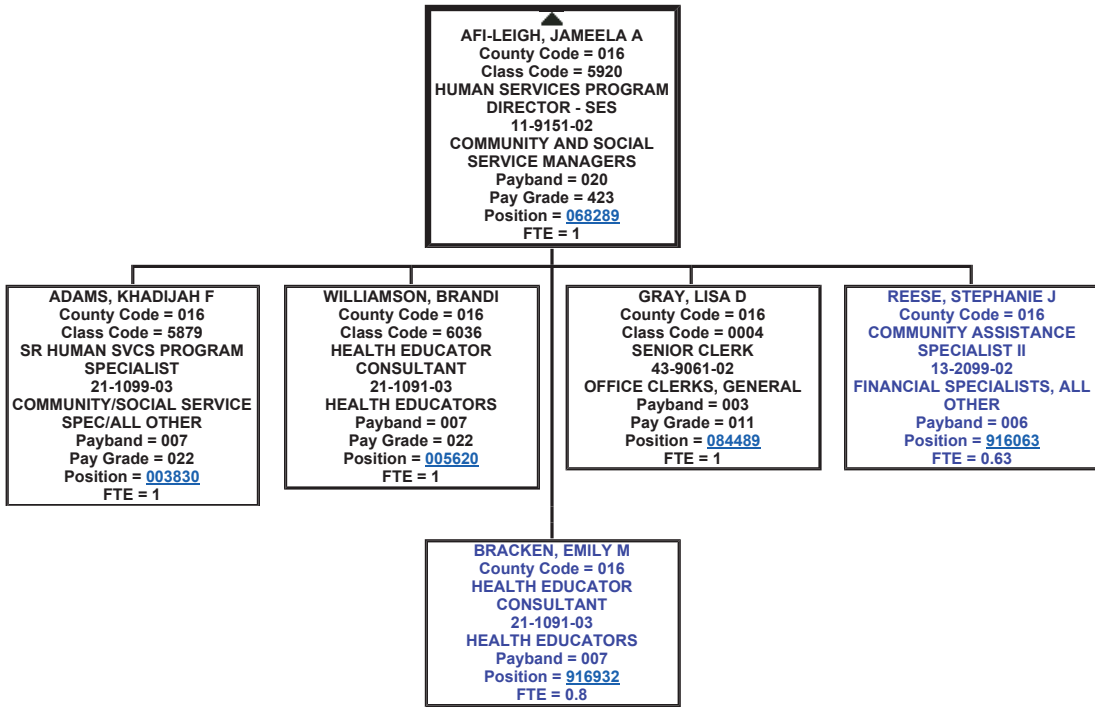 AFI-LEIGH, JAMEELA A
County Code = 016
Class Code = 5920
HUMAN SERVICES PROGRAM
DIRECTOR - SES
11-9151-02
COMMUNITY AND SOCIAL
SERVICE MANAGERS
Payband = 020
Pay Grade = 423
Position = 068289
FTE = 1
ADAMS, KHADIJAH F
County Code = 016
Class Code = 5879
SR HUMAN SVCS PROGRAM
SPECIALIST
21-1099-03
COMMUNITY/SOCIAL SERVICE
SPEC/ALL OTHER
Payband = 007
Pay Grade = 022
Position = 003830
FTE = 1
WILLIAMSON, BRANDI
County Code = 016
Class Code = 6036
HEALTH EDUCATOR
CONSULTANT
21-1091-03
HEALTH EDUCATORS
Payband = 007
Pay Grade = 022
Position = 005620
FTE = 1
GRAY, LISA D
County Code = 016
Class Code = 0004
SENIOR CLERK
43-9061-02
OFFICE CLERKS, GENERAL
Payband = 003
Pay Grade = 011
Position = 084489
FTE = 1
REESE, STEPHANIE J
County Code = 016
COMMUNITY ASSISTANCE
SPECIALIST II
13-2099-02
FINANCIAL SPECIALISTS, ALL
OTHER
Payband = 006
Position = 916063
FTE = 0.63
BRACKEN, EMILY M
County Code = 016
HEALTH EDUCATOR
CONSULTANT
21-1091-03
HEALTH EDUCATORS
Payband = 007
Position = 916932
FTE = 0.8